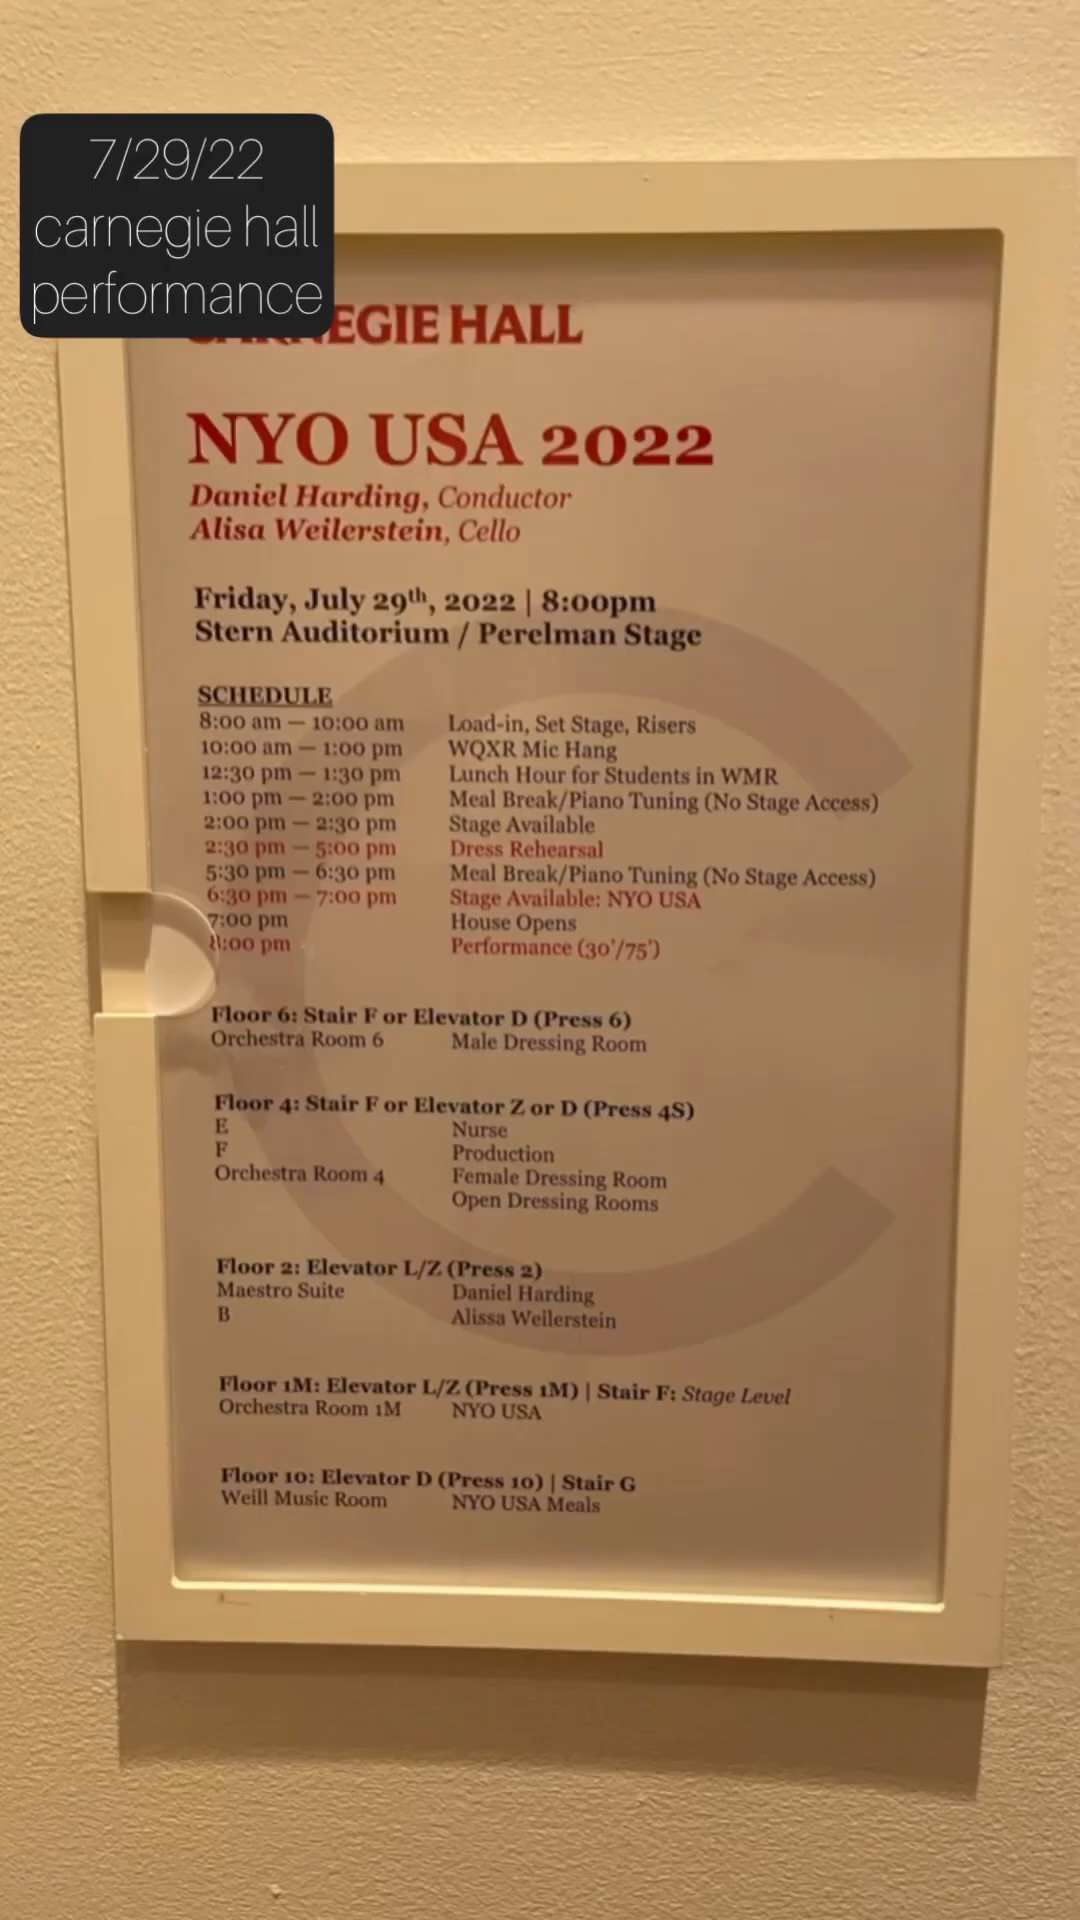 7/29/22
carnegie hall
performance
CARNEGIE HALL
NYO USA 2022
Daniel Harding, Conductor
Alisa Weilerstein, Cello
Friday, July 29th, 2022 | 8:00pm
Stern Auditorium / Perelman Stage
SCHEDULE
8:00 am — 10:00 am Load-in, Set Stage, Risers
10:00 am — 1:00 pm WQXR Mic Hang
12:30 pm — 1:30 pm Lunch Hour for Students in WMR
1:00 pm — 2:00 pm Meal Break/Piano Tuning (No Stage Access)
2:00 pm — 2:30 pm Stage Available
2:30 pm — 5:00 pm Dress Rehearsal
5:30 pm — 6:30 pm Meal Break/Piano Tuning (No Stage Access)
6:30 pm — 7:00 pm Stage Available: NYO USA
7:00 pm House Opens
8:00 pm Performance (30'/75')
Floor 6: Stair F or Elevator D (Press 6)
Orchestra Room 6 Male Dressing Room
Floor 4: Stair F or Elevator Z or D (Press 4S)
E Nurse
F Production
Orchestra Room 4 Female Dressing Room
Open Dressing Rooms
Floor 2: Elevator L/Z (Press 2)
Maestro Suite Daniel Harding
B Alissa Weilerstein
Floor 1M: Elevator L/Z (Press 1M) | Stair F: Stage Level
Orchestra Room 1M NYO USA
Floor 10: Elevator D (Press 10) | Stair G
Weill Music Room NYO USA Meals